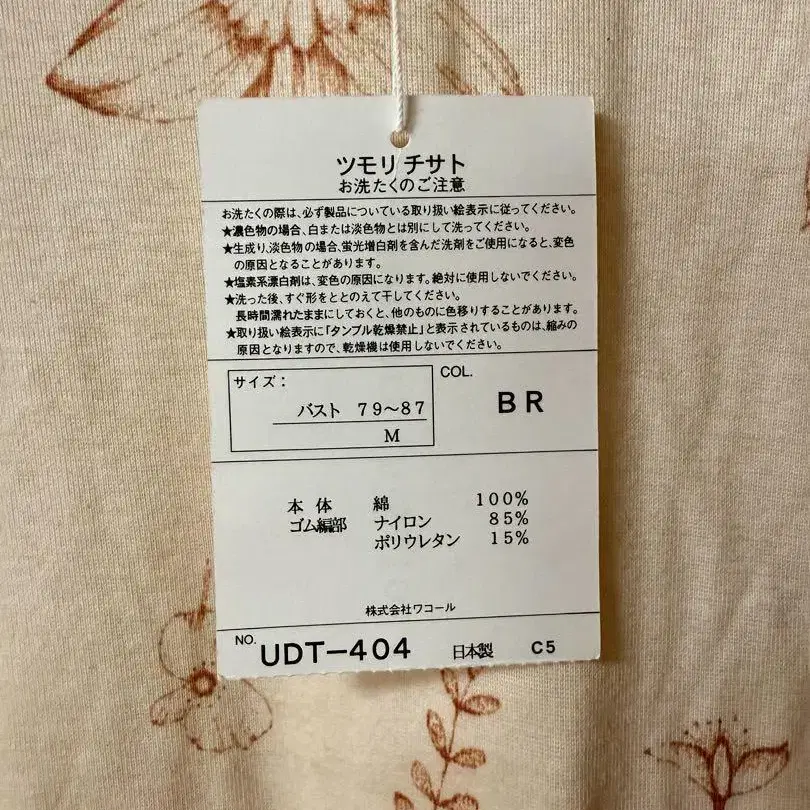 ツモリ チサト
お洗たくのご注意
お洗たくの際は、必ず製品についている取り扱い絵表示に従ってください。
★濃色物の場合、白または淡色物とは別にして洗ってください。
★生成り、淡色物の場合、蛍光増白剤を含んだ洗剤をご使用になると、変色
の原因となることがあります。
★塩素系漂白剤は、変色の原因になります。絶対に使用しないでください。
★洗った後、すぐ形をととのえて干してください。
長時間濡れたままにしておくと、他のものに色移りすることがあります。
★取り扱い絵表示に「タンブル乾燥禁止」と表示されているものは、縮みの
原因となりますので、乾燥機は使用しないでください。
サイズ:
バスト 79~87
M
COL.
BR
本体 綿 100%
ゴム編部 ナイロン 85%
ポリウレタン 15%
株式会社ワコール
NO. UDT-404 日本製 C5